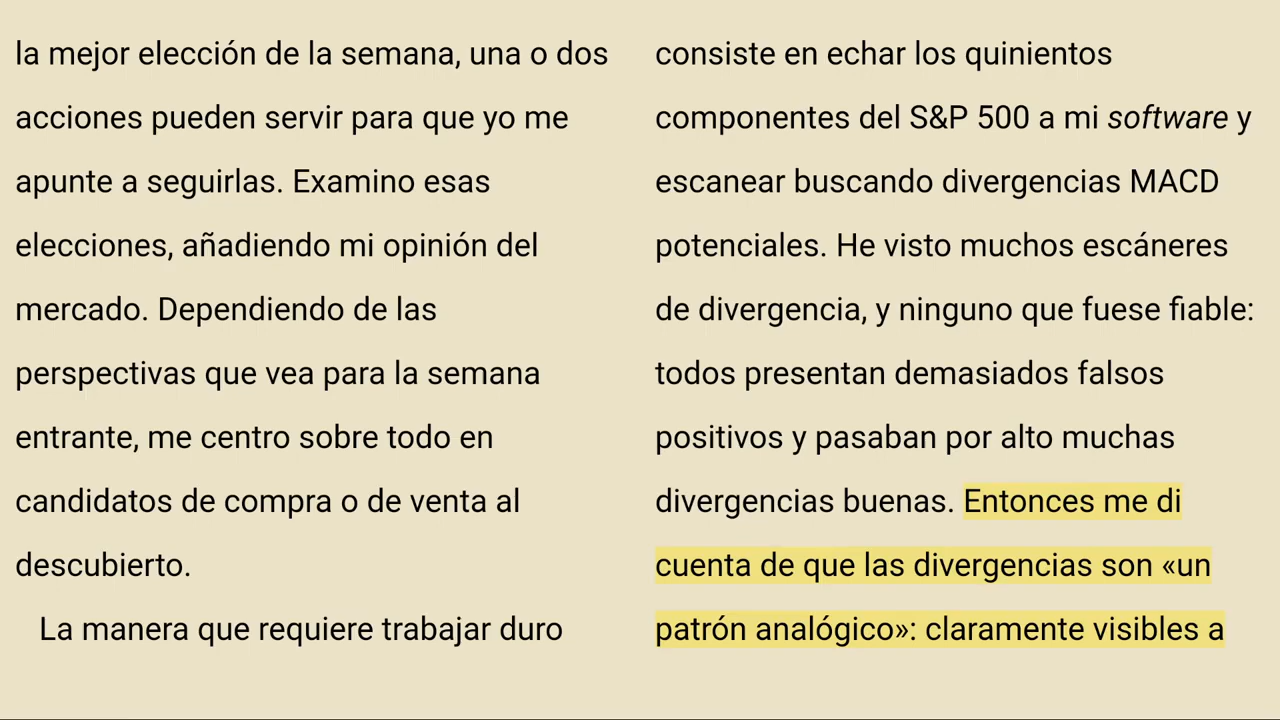 la mejor elección de la semana, una o dos
acciones pueden servir para que yo me
apunte a seguirlas. Examino esas
elecciones, añadiendo mi opinión del
mercado. Dependiendo de las
perspectivas que vea para la semana
entrante, me centro sobre todo en
candidatos de compra o de venta al
descubierto.
La manera que requiere trabajar duro
consiste en echar los quinientos
componentes del S&P 500 a mi software y
escanear buscando divergencias MACD
potenciales. He visto muchos escáneres
de divergencia, y ninguno que fuese fiable:
todos presentan demasiados falsos
positivos y pasaban por alto muchas
divergencias buenas. Entonces me di
cuenta de que las divergencias son «un
patrón analógico»: claramente visibles a